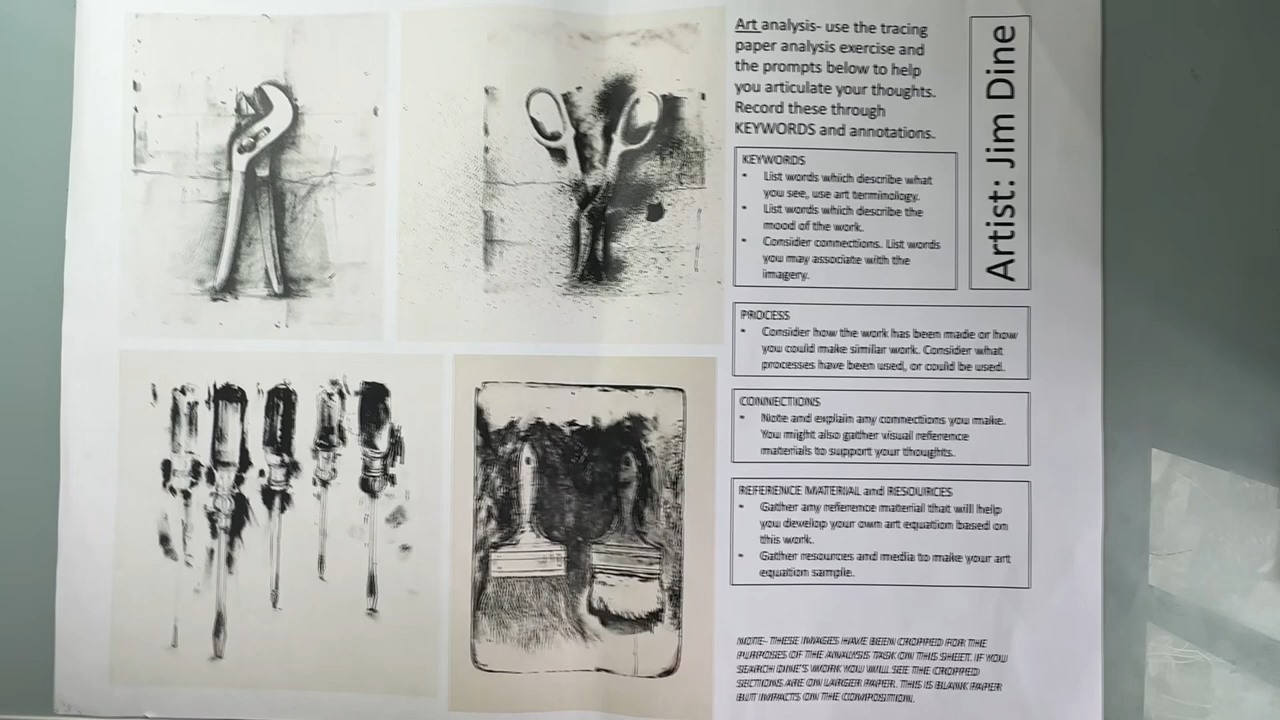 Art analysis- use the tracing
paper analysis exercise and
the prompts below to help
you articulate your thoughts.
Record these through
KEYWORDS and annotations.
Artist: Jim Dine
KEYWORDS
• List words which describe what
you see, use art terminology.
• List words which describe the
mood of the work.
• Consider connections. List words
you may associate with the
imagery.
PROCESS
• Consider how the work has been made or how
you could make similar work. Consider what
processes have been used, or could be used.
CONNECTIONS
• Note and explain any connections you make.
You might also gather visual reference
materials to support your thoughts.
REFERENCE MATERIAL and RESOURCES
• Gather any reference material that will help
you develop your own art equation based on
this work.
• Gather resources and media to make your art
equation sample.
NOTE- THESE IMAGES HAVE BEEN CROPPED FOR THE
PURPOSES OF THE ANALYSIS TASK ON THIS SHEET. IF YOU
SEARCH DINE'S WORK YOU WILL SEE THE CROPPED
SECTIONS ARE ON LARGER PAPER. THIS IS BLANK PAPER
BUT IMPACTS ON THE COMPOSITION.